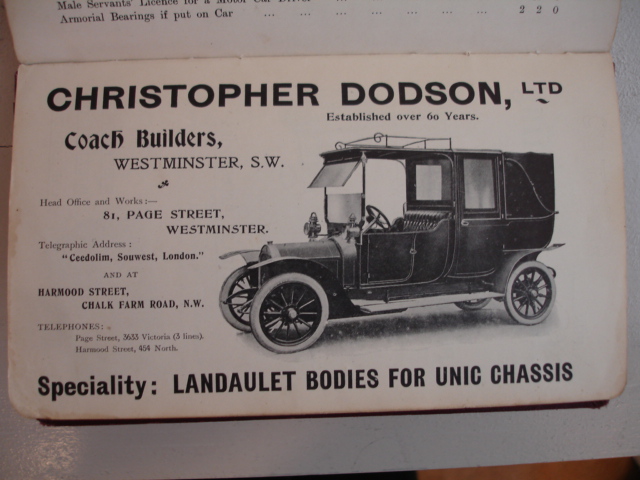 Male Servants' Licence for a Motor Car Driver ... ... ...
Armorial Bearings if put on Car ... ... ... ... ... ... ... 2 2 0
CHRISTOPHER DODSON, LTD
Established over 60 Years.
Coach Builders,
WESTMINSTER, S.W.
Head Office and Works:—
81, PAGE STREET,
WESTMINSTER.
Telegraphic Address:
"Ceedolim, Souwest, London."
AND AT
HARMOOD STREET,
CHALK FARM ROAD, N.W.
TELEPHONES:
Page Street, 3633 Victoria (3 lines).
Harmood Street, 454 North.
Speciality: LANDAULET BODIES FOR UNIC CHASSIS